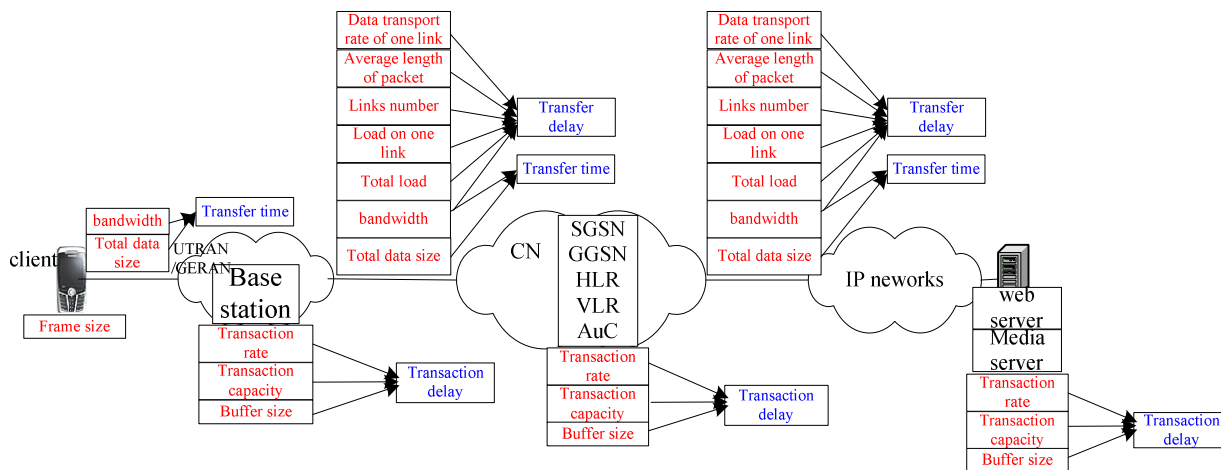 client
Frame size
bandwidth
Total data
size
Transfer time
UTRAN
/GERAN
Base
station
Transaction
rate
Transaction
capacity
Buffer size
Transaction
delay
Data transport
rate of one link
Average length
of packet
Links number
Load on one
link
Total load
bandwidth
Total data size
Transfer
delay
Transfer time
CN
SGSN
GGSN
HLR
VLR
AuC
Transaction
rate
Transaction
capacity
Buffer size
Transaction
delay
Data transport
rate of one link
Average length
of packet
Links number
Load on one
link
Total load
bandwidth
Total data size
Transfer
delay
Transfer time
IP neworks
web
server
Media
server
Transaction
rate
Transaction
capacity
Buffer size
Transaction
delay